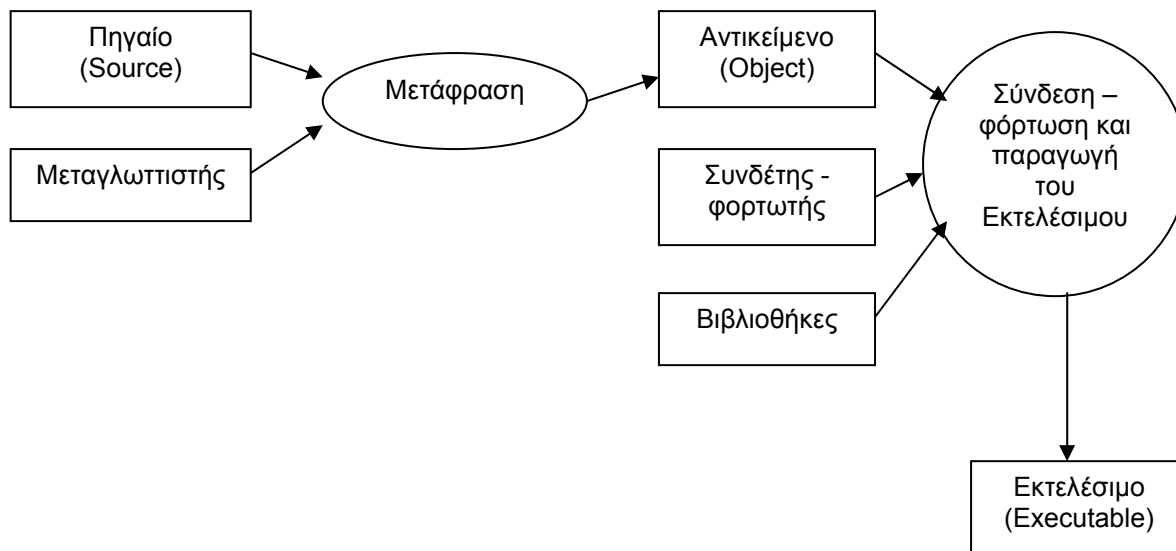 Πηγαίο
(Source)
Μεταγλωττιστής
Μετάφραση
Αντικείμενο
(Object)
Συνδέτης -
φορτωτής
Βιβλιοθήκες
Σύνδεση –
φόρτωση και
παραγωγή
του
Εκτελέσιμου
Εκτελέσιμο
(Executable)